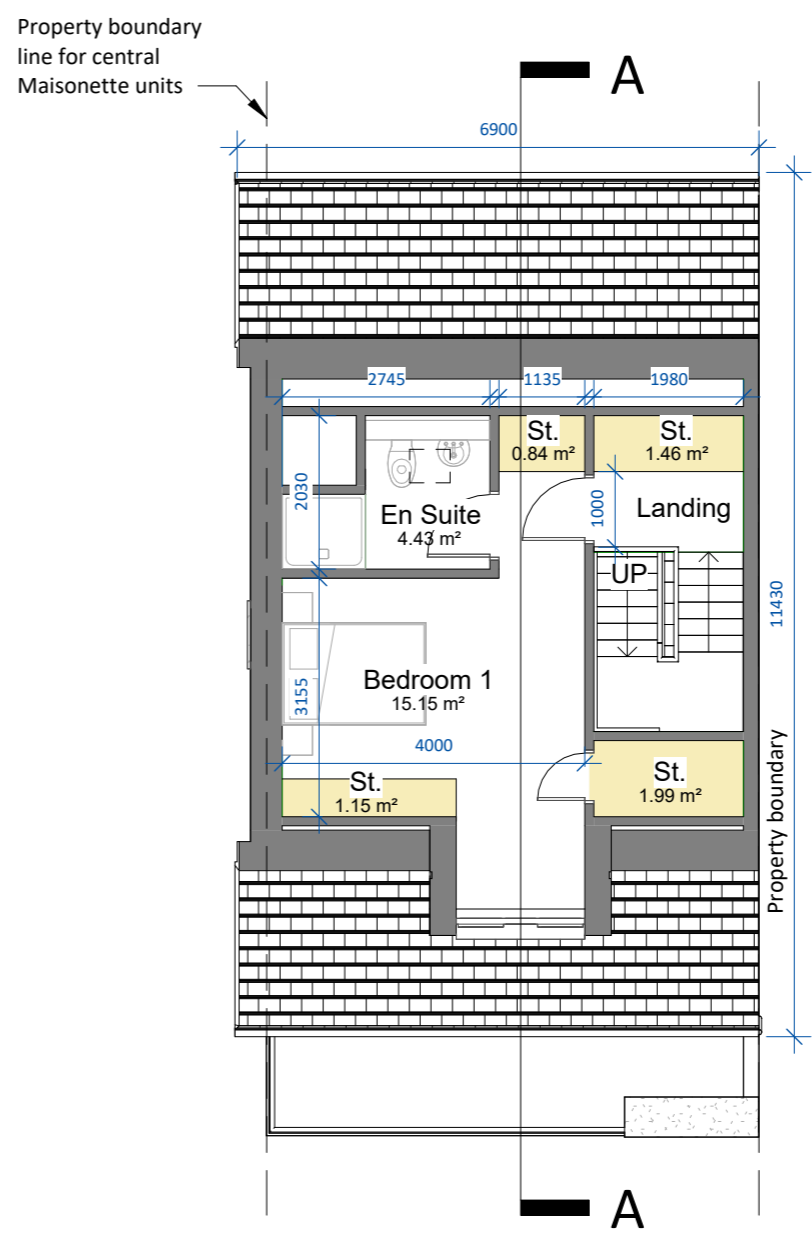 Property boundary
line for central
Maisonette units
A
6900
2745
1135
1980
St.
0.84 m²
St.
1.46 m²
2030
En Suite
4.43 m²
1000
Landing
UP
11430
Bedroom 1
15.15 m²
3155
4000
St.
1.15 m²
St.
1.99 m²
Property boundary
A